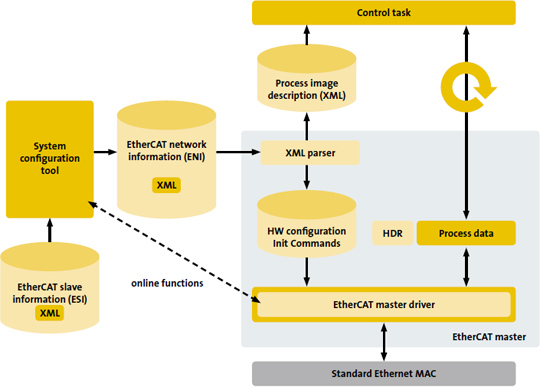 Control task
Process image
description (XML)
System
configuration
tool
EtherCAT network
information (ENI)
XML
XML parser
HW configuration
Init Commands
HDR
Process data
EtherCAT slave
information (ESI)
XML
online functions
EtherCAT master driver
EtherCAT master
Standard Ethernet MAC